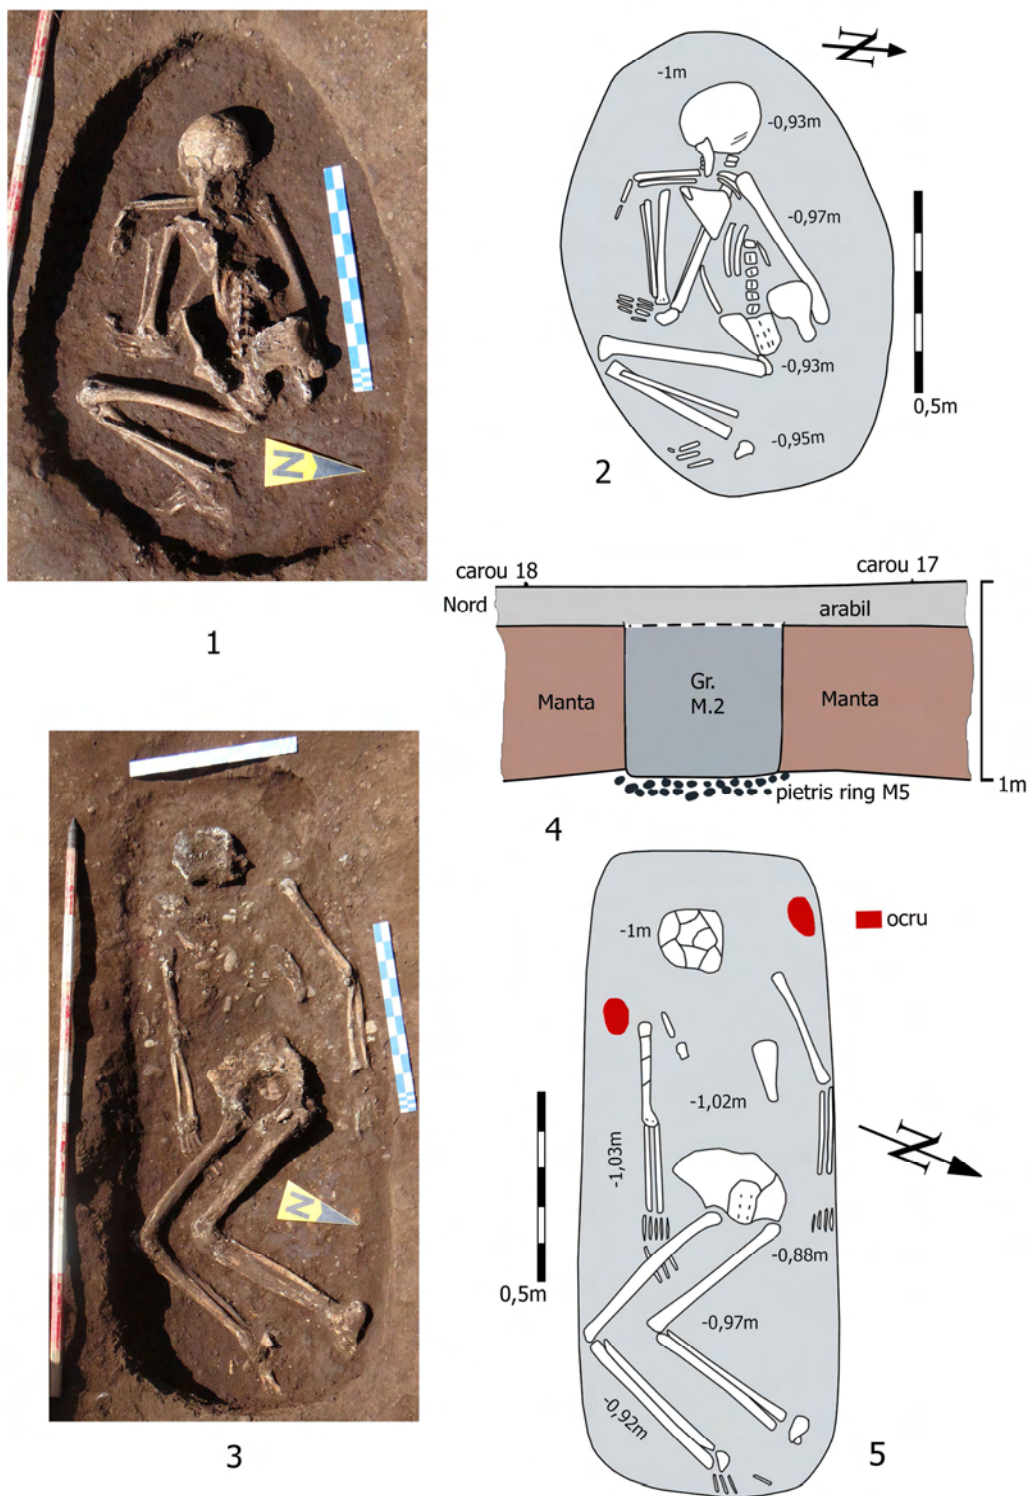 -1m
N
-0,93m
-0,97m
-0,93m
0,5m
-0,95m
N
1
2
carou 18
carou 17
Nord
arabil
Manta
Gr.
M.2
Manta
1m
pietris ring M5
4
ocru
-1m
-1,02m
N
-1,03m
N
-0,88m
0,5m
-0,97m
-0,92m
3
5